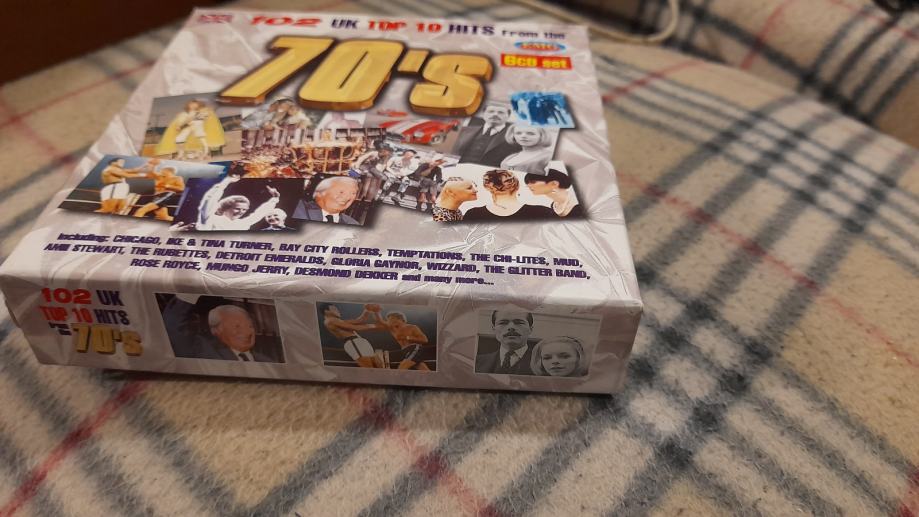 102 UK TOP 10 HITS from the
70's
6CD set
Including: CHICAGO, IKE & TINA TURNER, BAY CITY ROLLERS, TEMPTATIONS, THE CHI-LITES, MUD,
AMII STEWART, THE RUBETTES, DETROIT EMERALDS, GLORIA GAYNOR, WIZZARD, THE GLITTER BAND,
ROSE ROYCE, MUNGO JERRY, DESMOND DEKKER and many more...
102 UK
TOP 10 HITS
70's